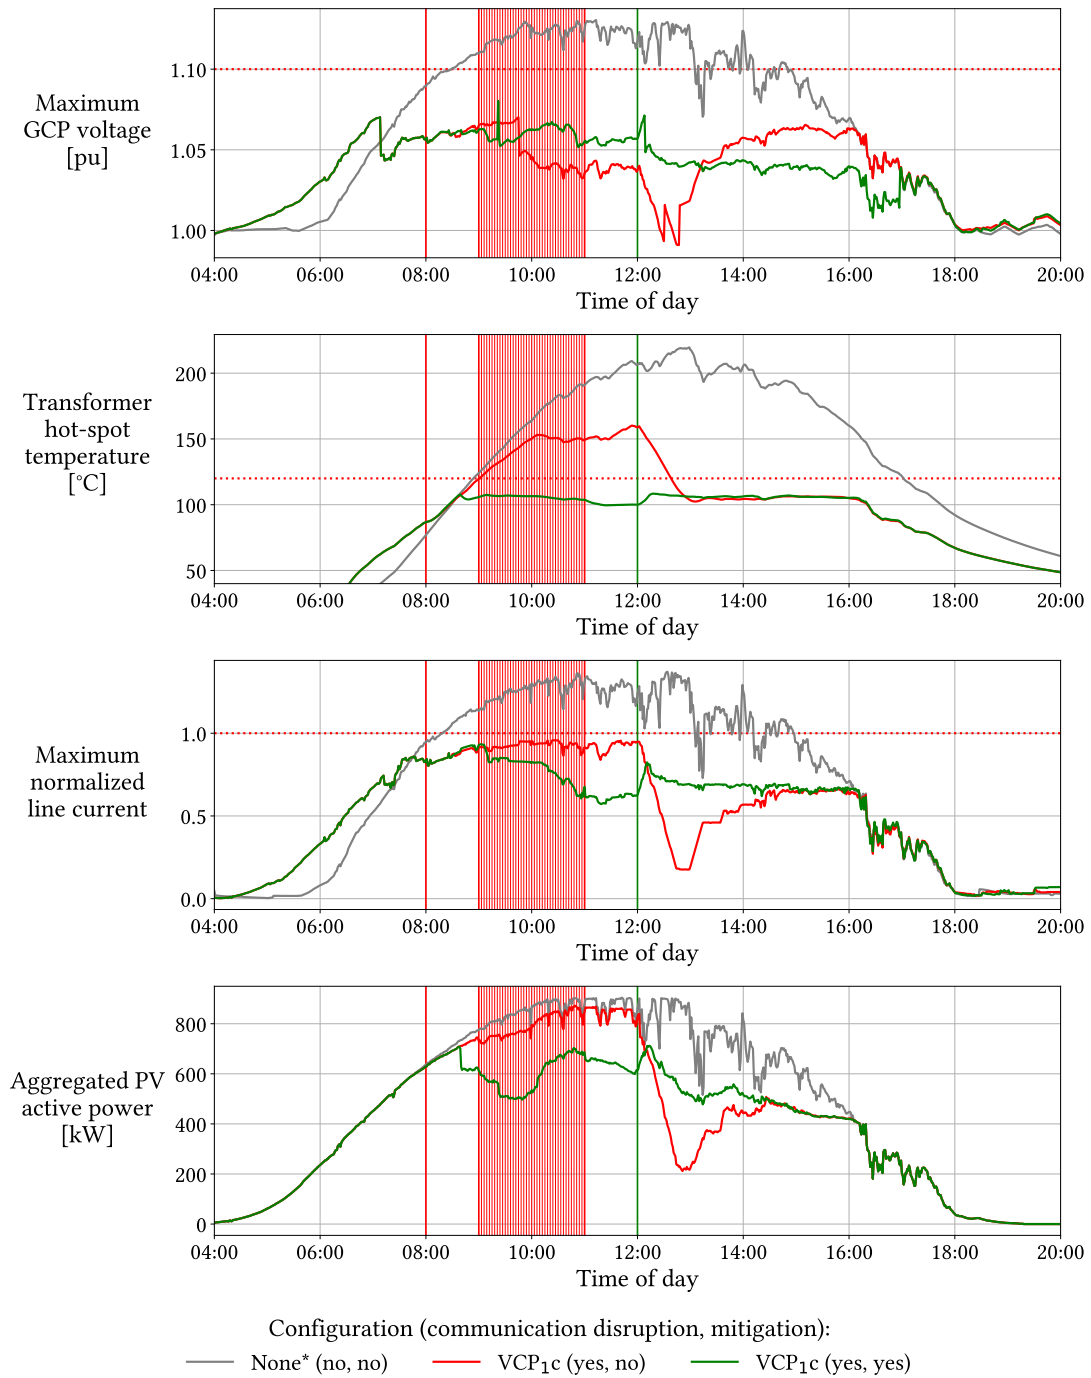 Maximum
GCP voltage
[pu]
1.10
1.05
1.00
04:00 06:00 08:00 10:00 12:00 14:00 16:00 18:00 20:00
Time of day
Transformer
hot-spot
temperature
[°C]
200
150
100
50
04:00 06:00 08:00 10:00 12:00 14:00 16:00 18:00 20:00
Time of day
Maximum
normalized
line current
1.0
0.5
0.0
04:00 06:00 08:00 10:00 12:00 14:00 16:00 18:00 20:00
Time of day
Aggregated PV
active power
[kW]
800
600
400
200
0
04:00 06:00 08:00 10:00 12:00 14:00 16:00 18:00 20:00
Time of day
Configuration (communication disruption, mitigation):
None* (no, no) VCP₁c (yes, no) VCP₁c (yes, yes)